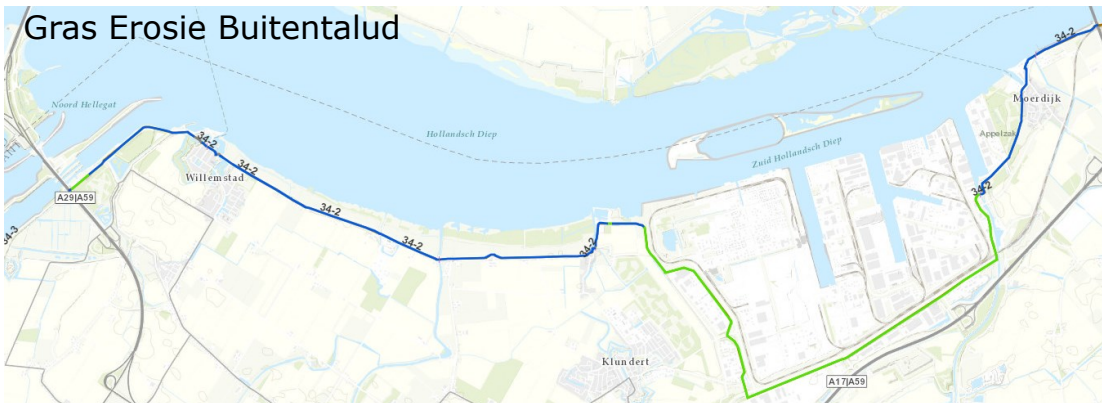 Gras Erosie Buitentalud
34-2
Noord Hellegat
Moerdijk
Hollandsch Diep
Appelzak
34-2
Zuid Hollandsch Diep
34-2
Willemstad
34-2
34-2
A29|A59
34-2
34-3
34-2
34-2
Klundert
A17|A59